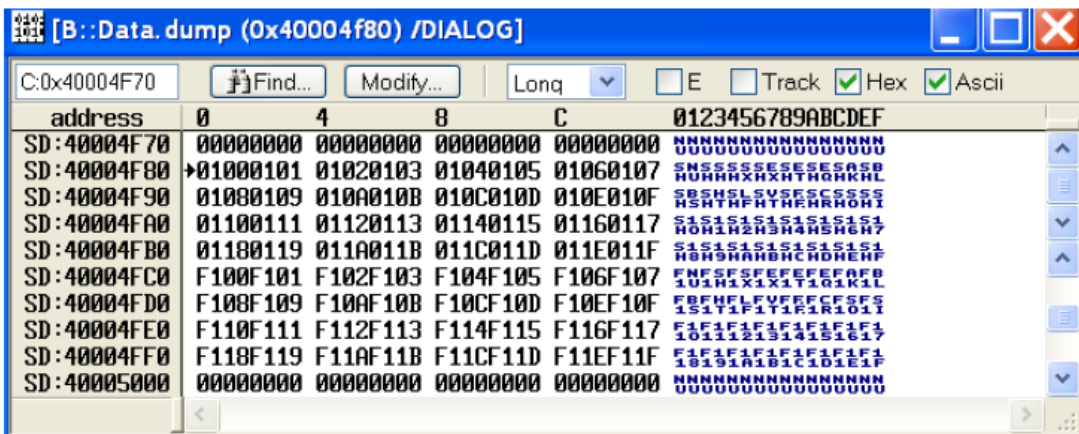 [B::Data.dump (0x40004f80) /DIALOG]
C:0x40004F70 Find... Modify... Long E Track Hex Ascii
address 0 4 8 C 0123456789ABCDEF
SD:40004F70 00000000 00000000 00000000 00000000
SD:40004F80 01000101 01020103 01040105 01060107
SD:40004F90 01080109 010A010B 010C010D 010E010F
SD:40004FA0 01100111 01120113 01140115 01160117
SD:40004FB0 01180119 011A011B 011C011D 011E011F
SD:40004FC0 F100F101 F102F103 F104F105 F106F107
SD:40004FD0 F108F109 F10AF10B F10CF10D F10EF10F
SD:40004FE0 F110F111 F112F113 F114F115 F116F117
SD:40004FF0 F118F119 F11AF11B F11CF11D F11EF11F
SD:40005000 00000000 00000000 00000000 00000000